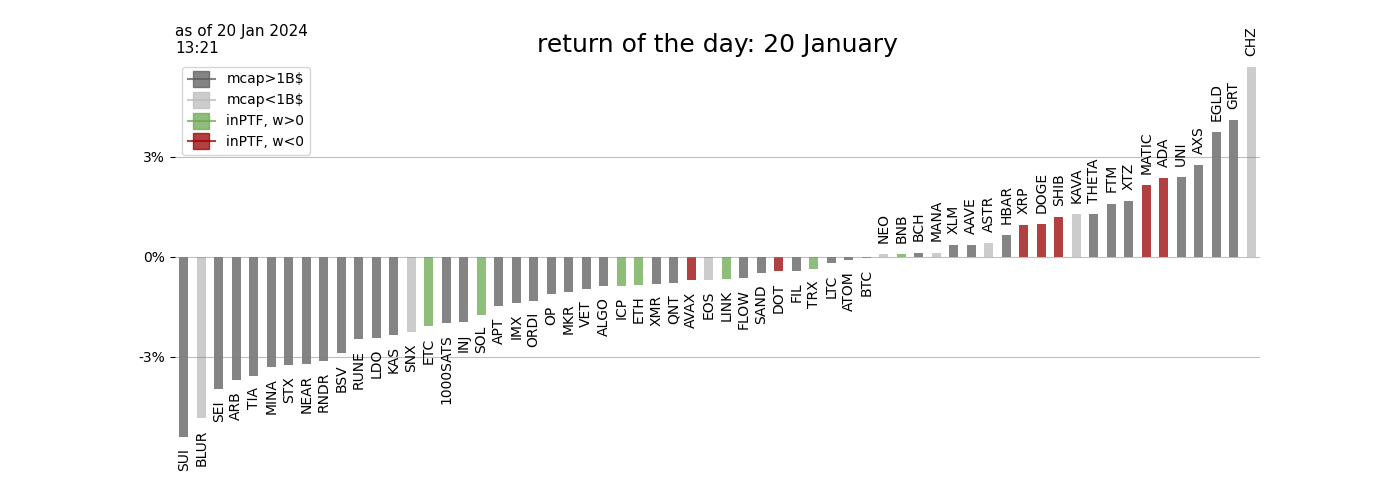 as of 20 Jan 2024
13:21
return of the day: 20 January
mcap>1B$
mcap<1B$
inPTF, w>0
inPTF, w<0
3%
0%
-3%
SUI
BLUR
SEI
ARB
TIA
MINA
STX
NEAR
RNDR
BSV
RUNE
LDO
KAS
SNX
ETC
1000SATS
INJ
SOL
APT
IMX
ORDI
OP
MKR
VET
ALGO
ICP
ETH
XMR
QNT
AVAX
EOS
LINK
FLOW
SAND
DOT
FIL
TRX
LTC
ATOM
BTC
NEO
BNB
BCH
MANA
XLM
AAVE
ASTR
HBAR
XRP
DOGE
SHIB
KAVA
THETA
FTM
XTZ
MATIC
ADA
UNI
AXS
EGLD
GRT
CHZ